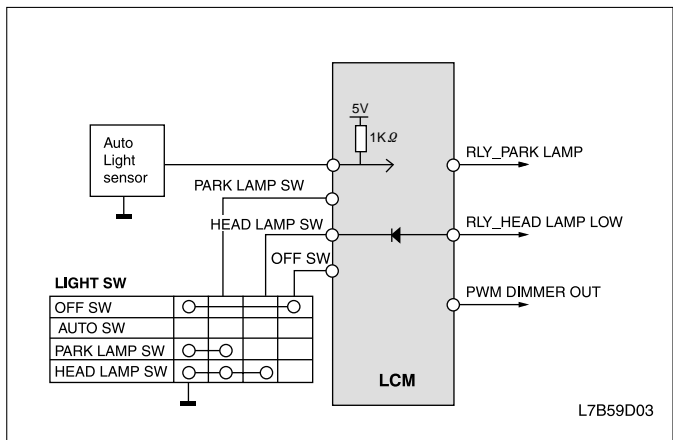 5V
1KΩ
Auto
Light
sensor
RLY_PARK LAMP
PARK LAMP SW
HEAD LAMP SW
RLY_HEAD LAMP LOW
OFF SW
LIGHT SW
OFF SW
AUTO SW
PARK LAMP SW
HEAD LAMP SW
PWM DIMMER OUT
LCM
L7B59D03